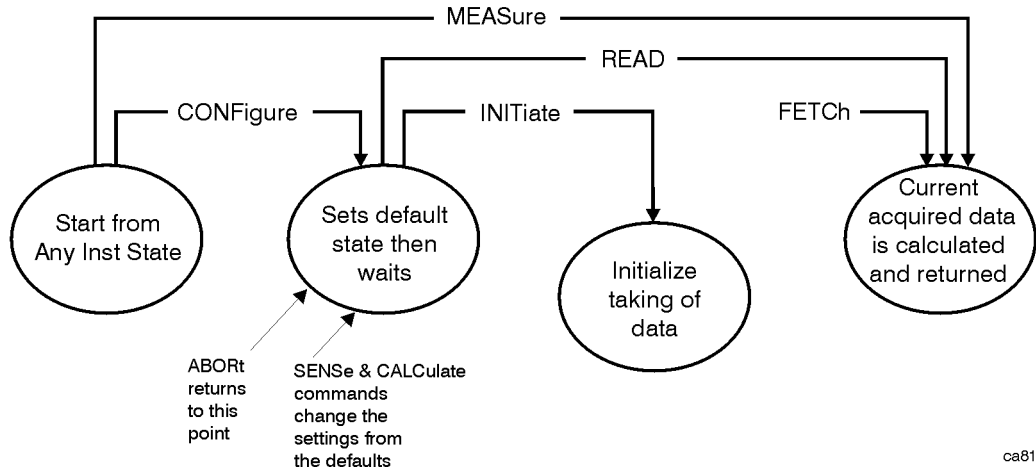 MEASure
READ
CONFigure
INITiate
FETCh
Start from
Any Inst State
Sets default
state then
waits
Initialize
taking of
data
Current
acquired data
is calculated
and returned
ABORt
returns
to this
point
SENSe & CALCulate
commands
change the
settings from
the defaults
ca81